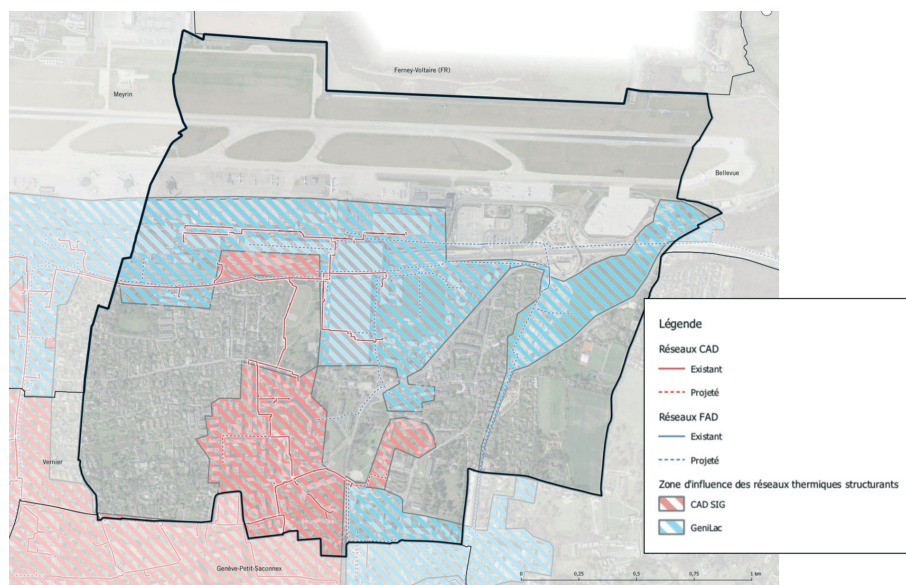 Ferney-Voltaire (FR)
Meyrin
Bellevue
Légende
Réseaux CAD
Existant
Projeté
Réseaux FAD
Existant
Projeté
Zone d'influence des réseaux thermiques structurants
CAD SIG
GeniLac
Vernier
Genève-Petit-Saconnex
0 0,25 0,5 0,75 1 km